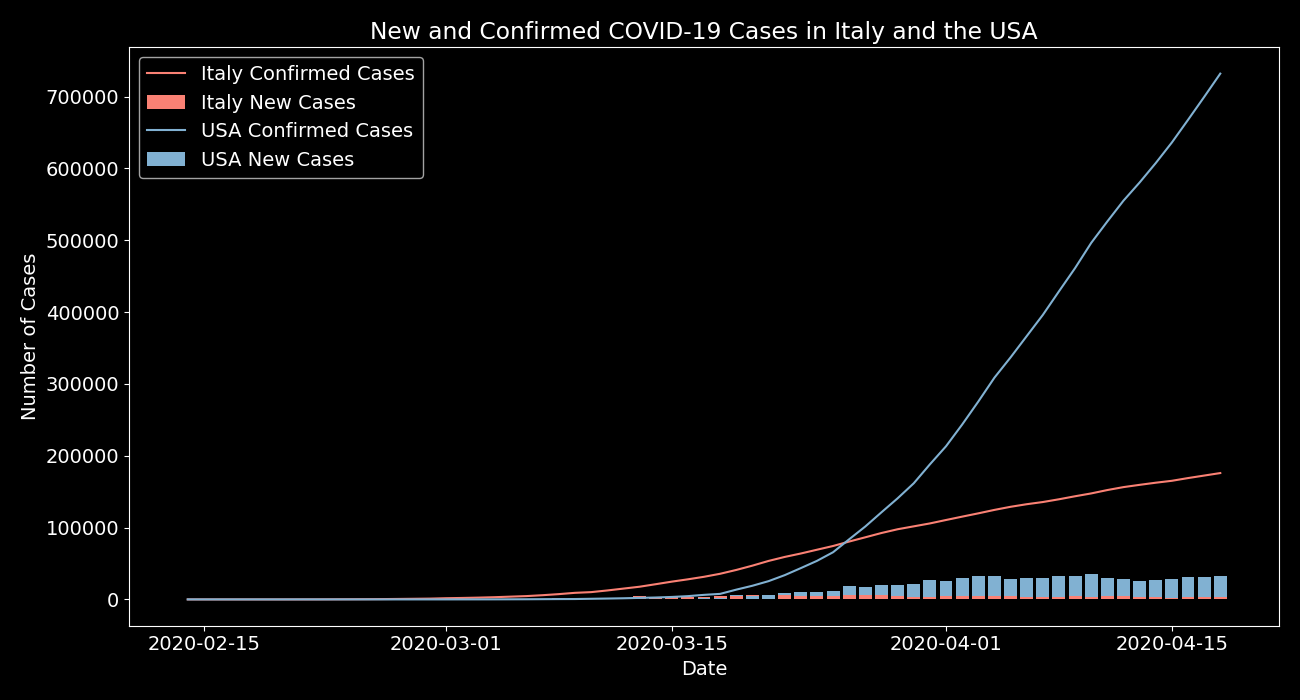 New and Confirmed COVID-19 Cases in Italy and the USA
Italy Confirmed Cases
Italy New Cases
USA Confirmed Cases
USA New Cases
Number of Cases
700000
600000
500000
400000
300000
200000
100000
0
2020-02-15
2020-03-01
2020-03-15
2020-04-01
2020-04-15
Date